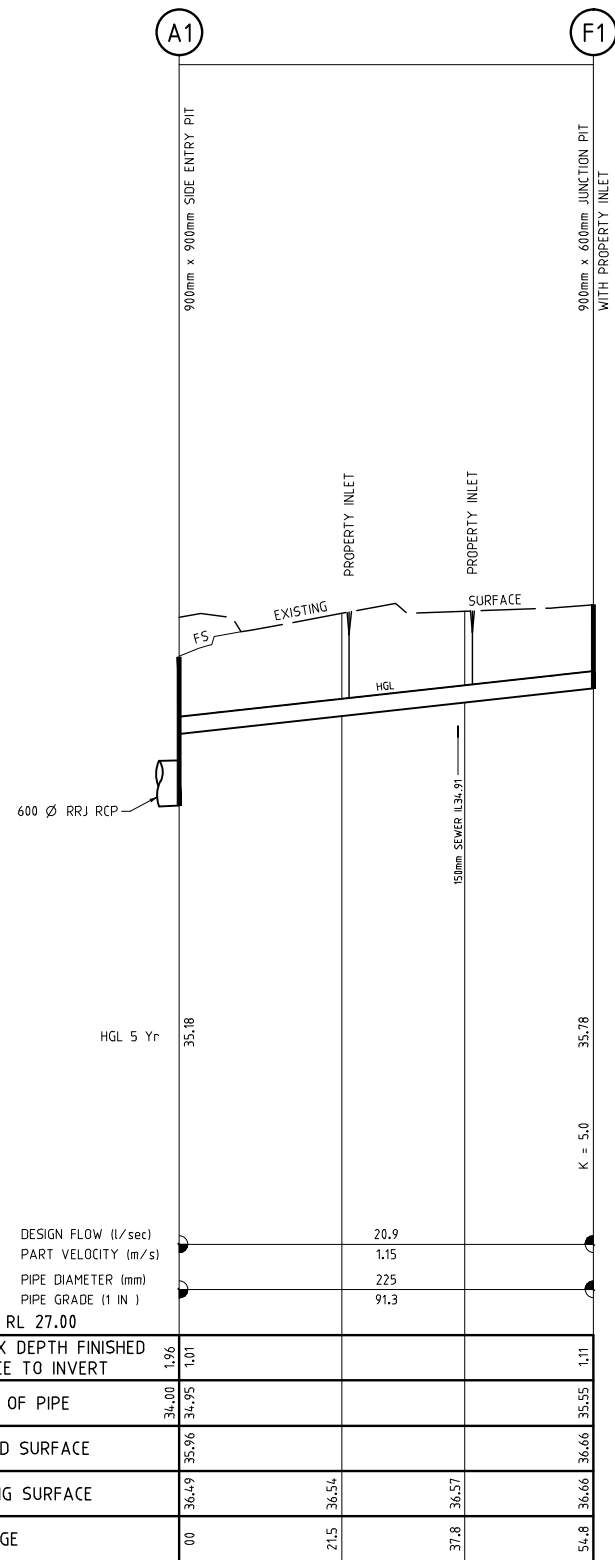 A1
F1
900mm x 900mm SIDE ENTRY PIT
900mm x 600mm JUNCTION PIT
WITH PROPERTY INLET
PROPERTY INLET
PROPERTY INLET
FS
EXISTING
SURFACE
HGL
600 Ø RRJ RCP
150mm SEWER IL34.91
HGL 5 Yr
35.18
35.78
K = 5.0
DESIGN FLOW (l/sec)
20.9
PART VELOCITY (m/s)
1.15
PIPE DIAMETER (mm)
225
PIPE GRADE (1 IN )
91.3
RL 27.00
X DEPTH FINISHED
CE TO INVERT
1.96
1.01
1.11
OF PIPE
34.00
34.95
35.55
D SURFACE
35.96
36.66
NG SURFACE
36.49
36.54
36.57
36.66
GE
00
21.5
37.8
54.8